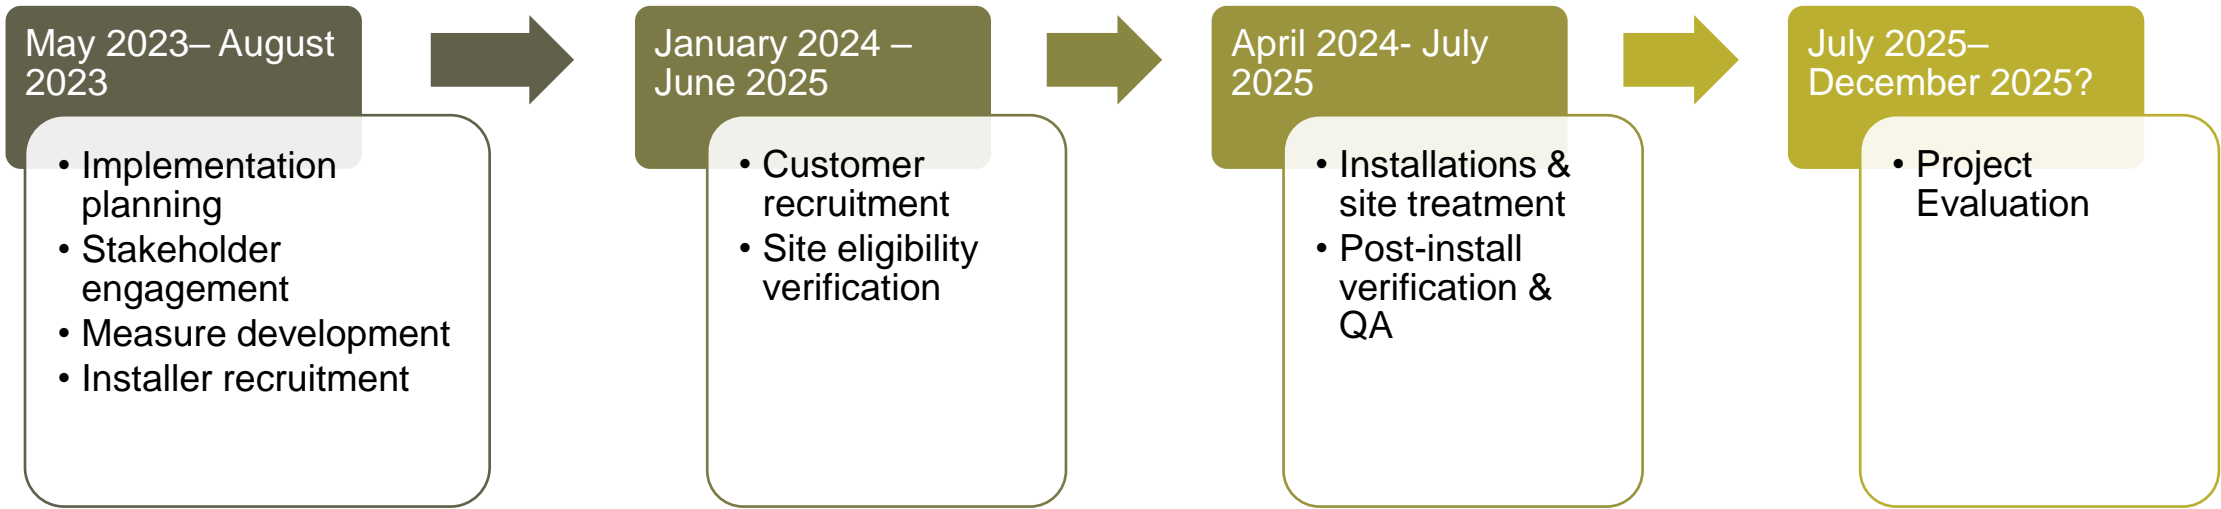 May 2023– August
2023
• Implementation
planning
• Stakeholder
engagement
• Measure development
• Installer recruitment
January 2024 –
June 2025
• Customer
recruitment
• Site eligibility
verification
April 2024- July
2025
• Installations &
site treatment
• Post-install
verification &
QA
July 2025–
December 2025?
• Project
Evaluation